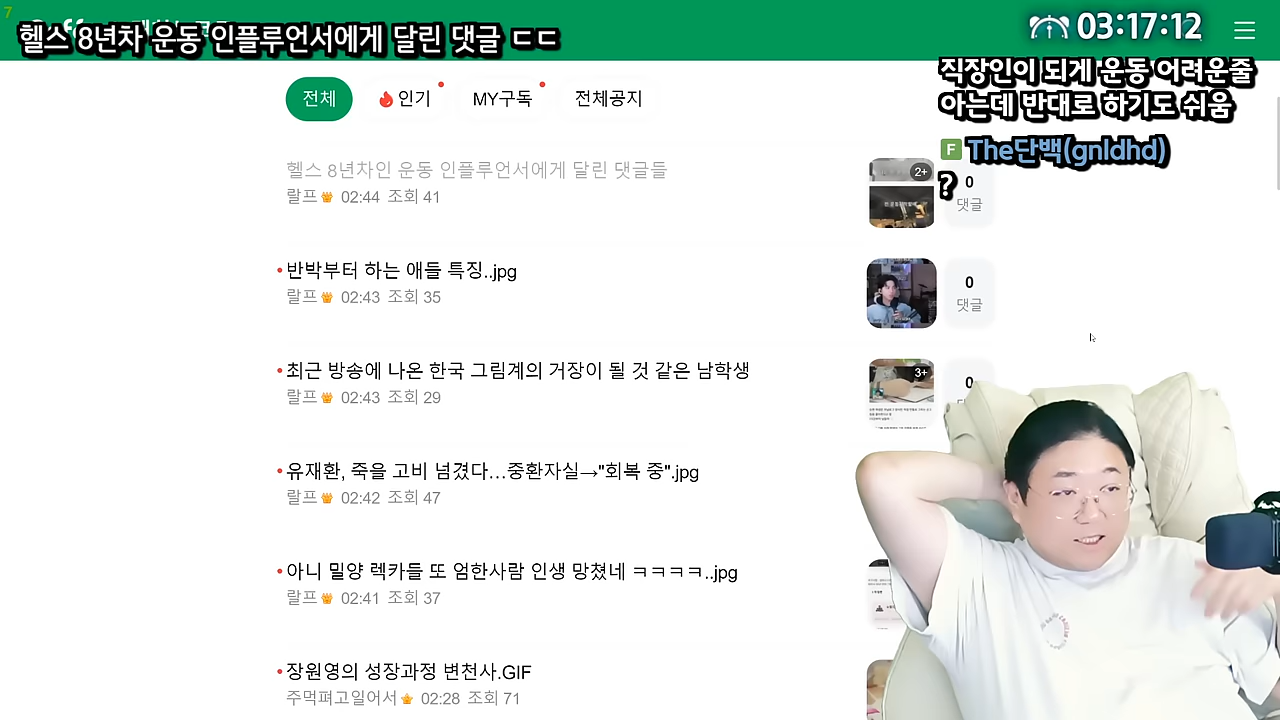 7
헬스 8년차 운동 인플루언서에게 달린 댓글 ㄷㄷ
03:17:12
직장인이 되게 운동 어려운줄
아는데 반대로 하기도 쉬움
F The단백(gnldhd)
?
전체 인기 MY구독 전체공지
헬스 8년차인 운동 인플루언서에게 달린 댓글들
랄프 02:44 조회 41
2+
0
댓글
반박부터 하는 애들 특징..jpg
랄프 02:43 조회 35
0
댓글
최근 방송에 나온 한국 그림계의 거장이 될 것 같은 남학생
랄프 02:43 조회 29
3+
0
유재환, 죽을 고비 넘겼다…중환자실→"회복 중".jpg
랄프 02:42 조회 47
아니 밀양 렉카들 또 엄한사람 인생 망쳤네 ㅋㅋㅋㅋ..jpg
랄프 02:41 조회 37
장원영의 성장과정 변천사.GIF
주먹펴고일어서 02:28 조회 71